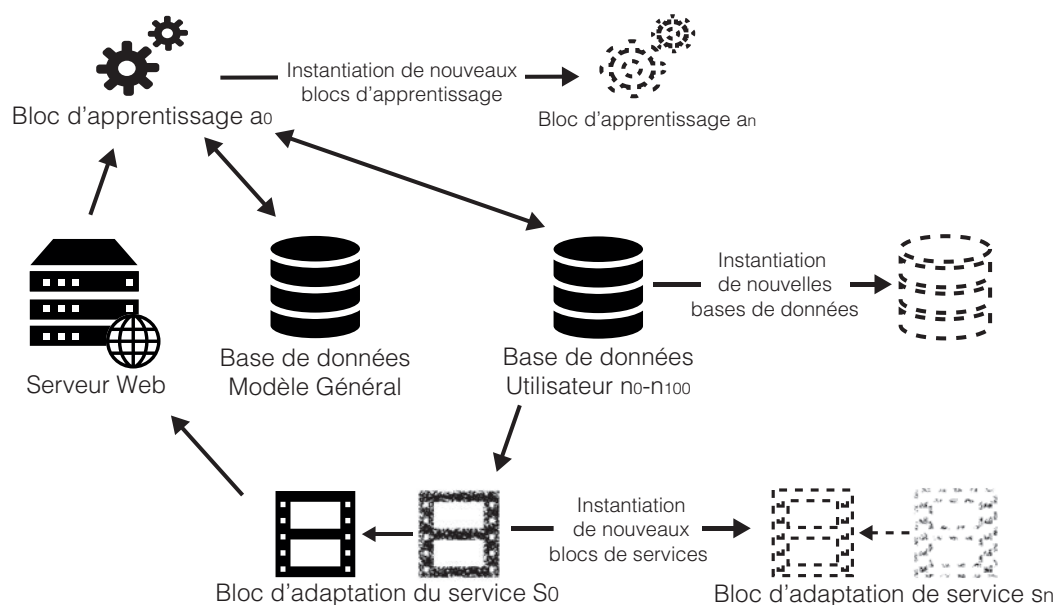 Instantiation de nouveaux
blocs d'apprentissage
Bloc d'apprentissage a0
Bloc d'apprentissage an
Instantiation
de nouvelles
bases de données
Serveur Web
Base de données
Modèle Général
Base de données
Utilisateur n0-n100
Instantiation
de nouveaux
blocs de services
Bloc d'adaptation du service S0
Bloc d'adaptation de service sn